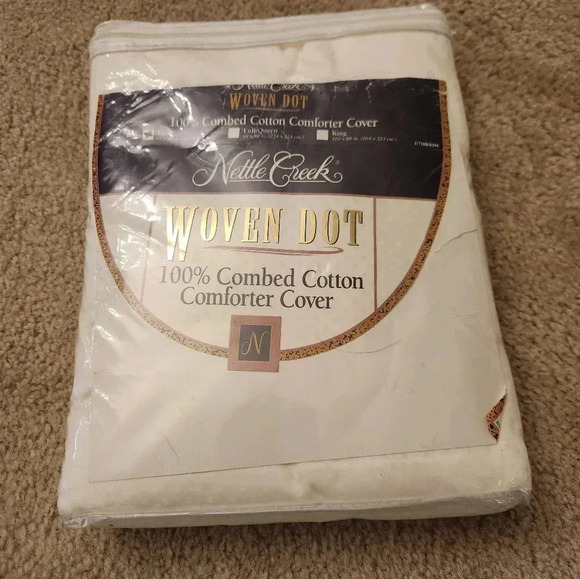 Nettle Creek
WOVEN DOT
100% Combed Cotton Comforter Cover
Full/Queen King
Nettle Creek®
WOVEN DOT
100% Combed Cotton
Comforter Cover
N